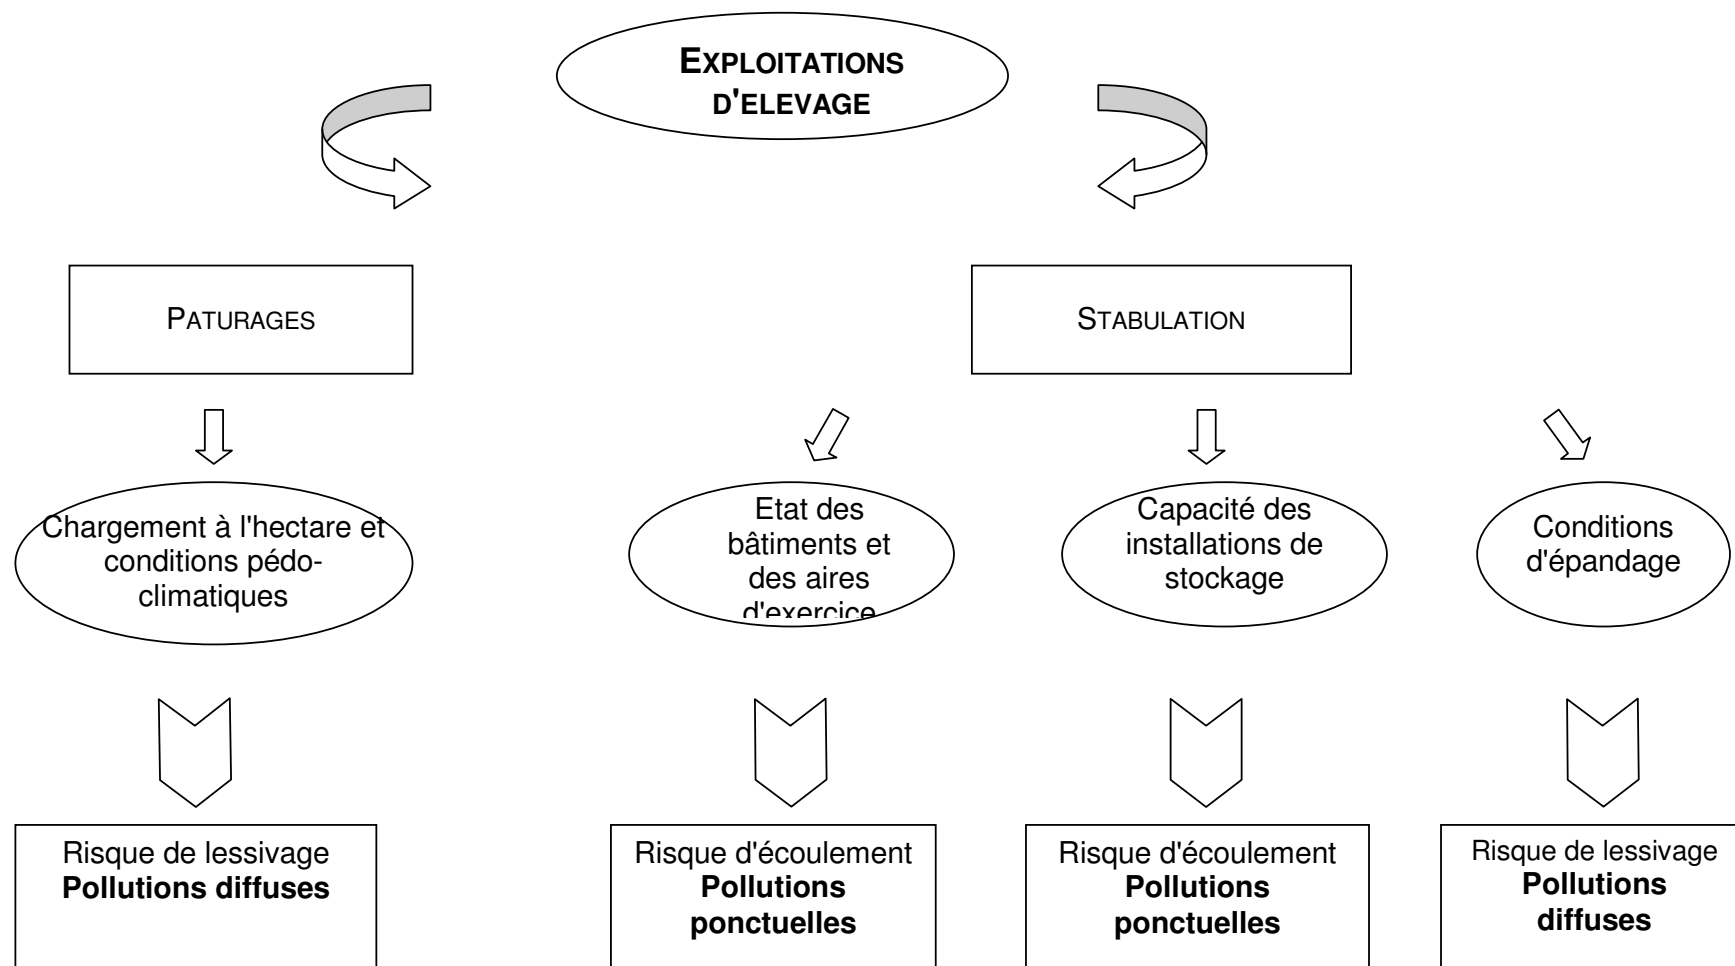 EXPLOITATIONS
D'ELEVAGE
PATURAGES
STABULATION
Chargement à l'hectare et
conditions pédo-
climatiques
Etat des
bâtiments et
des aires
d'exercice
Capacité des
installations de
stockage
Conditions
d'épandage
Risque de lessivage
Pollutions diffuses
Risque d'écoulement
Pollutions
ponctuelles
Risque d'écoulement
Pollutions
ponctuelles
Risque de lessivage
Pollutions
diffuses